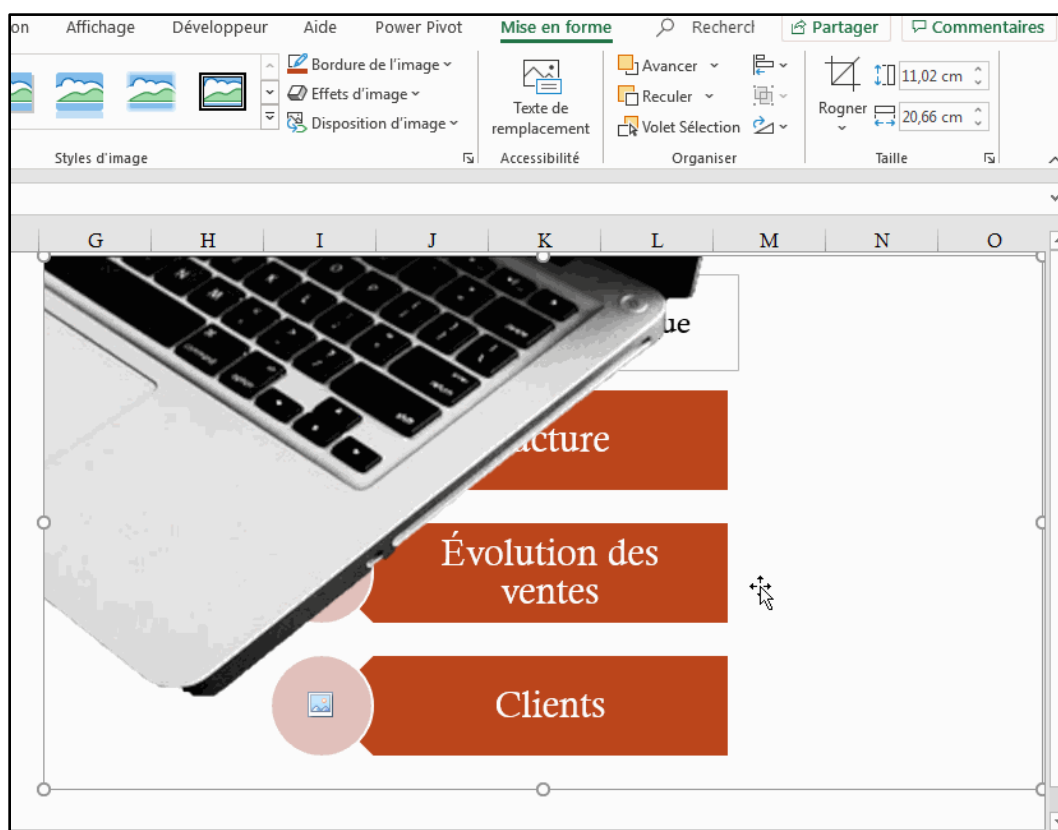 on Affichage Développeur Aide Power Pivot Mise en forme Recherch Partager Commentaires
Bordure de l'image
Effets d'image
Disposition d'image
Texte de
remplacement
Avancer
Reculer
Volet Sélection
Rogner
11,02 cm
20,66 cm
Styles d'image Accessibilité Organiser Taille
G H I J K L M N O
ue
acture
Évolution des
ventes
Clients